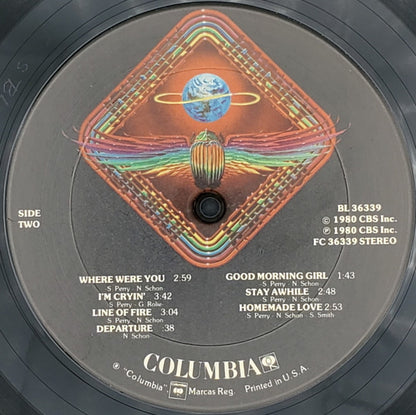 SIDE
TWO
BL 36339
© 1980 CBS Inc.
℗ 1980 CBS Inc.
FC 36339 STEREO
WHERE WERE YOU 2:59
S. Perry - N. Schon
I'M CRYIN' 3:42
S. Perry - G. Rolie
LINE OF FIRE 3:04
S. Perry - N. Schon
DEPARTURE :38
N. Schon
GOOD MORNING GIRL 1:43
S. Perry - N. Schon
STAY AWHILE 2:48
S. Perry - N. Schon
HOMEMADE LOVE 2:53
S. Perry - N. Schon - S. Smith
COLUMBIA
® "Columbia", Marcas Reg. Printed in U.S.A.